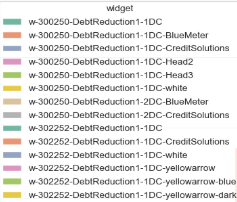 widget
w-300250-DebtReduction1-1DC
w-300250-DebtReduction1-1DC-BlueMeter
w-300250-DebtReduction1-1DC-CreditSolutions
w-300250-DebtReduction1-1DC-Head2
w-300250-DebtReduction1-1DC-Head3
w-300250-DebtReduction1-1DC-white
w-300250-DebtReduction1-2DC-BlueMeter
w-300250-DebtReduction1-2DC-CreditSolutions
w-302252-DebtReduction1-1DC
w-302252-DebtReduction1-1DC-CreditSolutions
w-302252-DebtReduction1-1DC-white
w-302252-DebtReduction1-1DC-yellowarrow
w-302252-DebtReduction1-1DC-yellowarrow-blue
w-302252-DebtReduction1-1DC-yellowarrow-dark